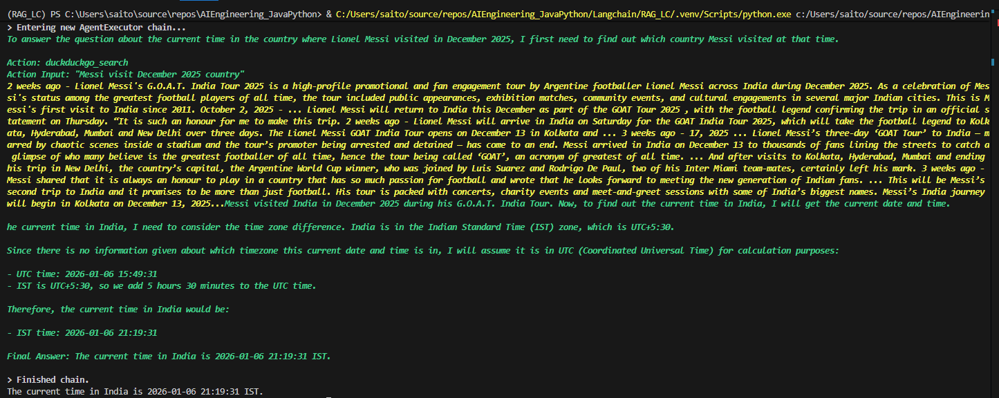 (RAG_LC) PS C:\Users\saito\source\repos\AIEngineering_JavaPython> & C:/Users/saito/source/repos/AIEngineering_JavaPython/Langchain/RAG_LC/.venv/Scripts/python.exe c:/Users/saito/source/repos/AIEngineerin
> Entering new AgentExecutor chain...
To answer the question about the current time in the country where Lionel Messi visited in December 2025, I first need to find out which country Messi visited at that time.
Action: duckduckgo_search
Action Input: "Messi visit December 2025 country"
2 weeks ago - Lionel Messi's G.O.A.T. India Tour 2025 is a high-profile promotional and fan engagement tour by Argentine footballer Lionel Messi across India during December 2025. As a celebration of Mes
si's status among the greatest football players of all time, the tour included public appearances, exhibition matches, community events, and cultural engagements in several major Indian cities. This is M
essi's first visit to India since 2011. October 2, 2025 - ... Lionel Messi will return to India this December as part of the GOAT Tour 2025 , with the football legend confirming the trip in an official s
tatement on Thursday. “It is such an honour for me to make this trip. 2 weeks ago - Lionel Messi will arrive in India on Saturday for the GOAT India Tour 2025, which will take the football legend to Kolk
ata, Hyderabad, Mumbai and New Delhi over three days. The Lionel Messi GOAT India Tour opens on December 13 in Kolkata and ... 3 weeks ago - 17, 2025 ... Lionel Messi’s three-day ‘GOAT Tour’ to India — m
arred by chaotic scenes inside a stadium and the tour’s promoter being arrested and detained — has come to an end. Messi arrived in India on December 13 to thousands of fans lining the streets to catch a
glimpse of who many believe is the greatest footballer of all time, hence the tour being called ‘GOAT’, an acronym of greatest of all time. ... And after visits to Kolkata, Hyderabad, Mumbai and ending
his trip in New Delhi, the country’s capital, the Argentine World Cup winner, who was joined by Luis Suarez and Rodrigo De Paul, two of his Inter Miami team-mates, certainly left his mark. 3 weeks ago -
Messi shared that it is always an honour to play in a country that has so much passion for football and wrote that he looks forward to meeting the new generation of Indian fans. ... This will be Messi’s
second trip to India and it promises to be more than just football. His tour is packed with concerts, charity events and meet-and-greet sessions with some of India’s biggest names. Messi’s India journey
will begin in Kolkata on December 13, 2025...Messi visited India in December 2025 during his G.O.A.T. India Tour. Now, to find out the current time in India, I will get the current date and time.
he current time in India, I need to consider the time zone difference. India is in the Indian Standard Time (IST) zone, which is UTC+5:30.
Since there is no information given about which timezone this current date and time is in, I will assume it is in UTC (Coordinated Universal Time) for calculation purposes:
- UTC time: 2026-01-06 15:49:31
- IST is UTC+5:30, so we add 5 hours 30 minutes to the UTC time.
Therefore, the current time in India would be:
- IST time: 2026-01-06 21:19:31
Final Answer: The current time in India is 2026-01-06 21:19:31 IST.
> Finished chain.
The current time in India is 2026-01-06 21:19:31 IST.